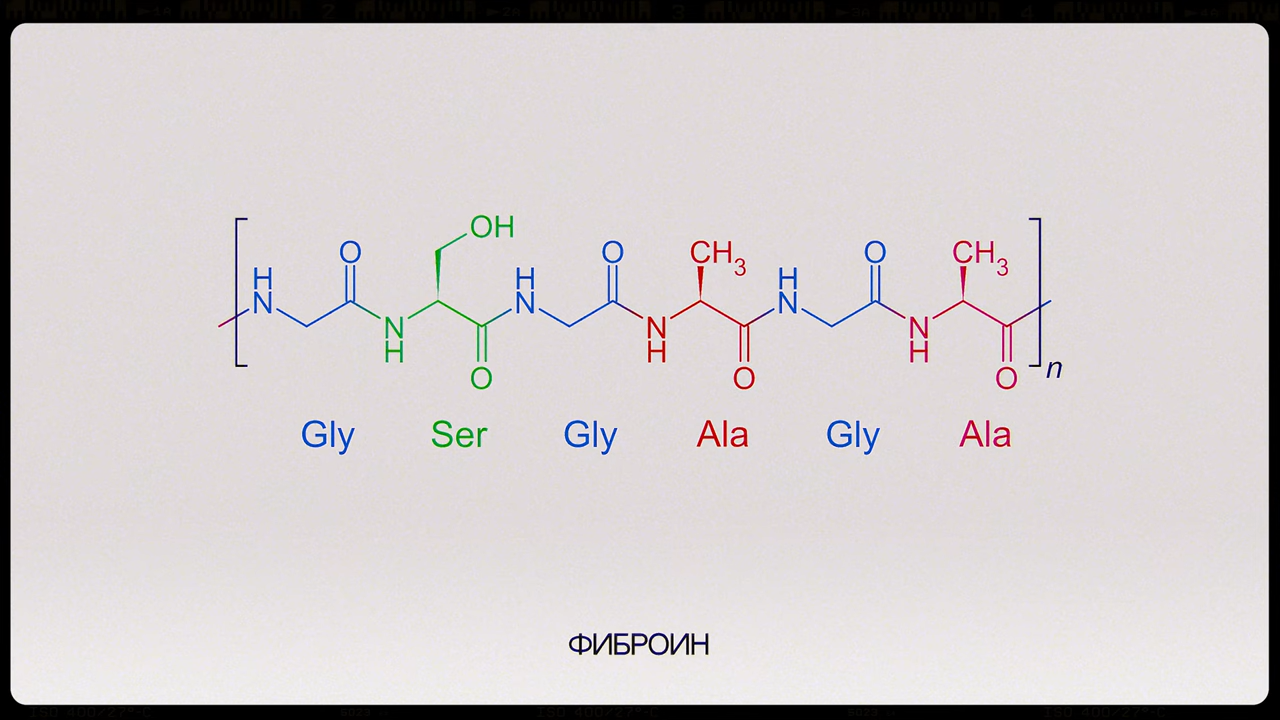 OH
O O CH3 O CH3
H H H
N N N
N N N
H H H
O O O n
Gly Ser Gly Ala Gly Ala
ФИБРОИН